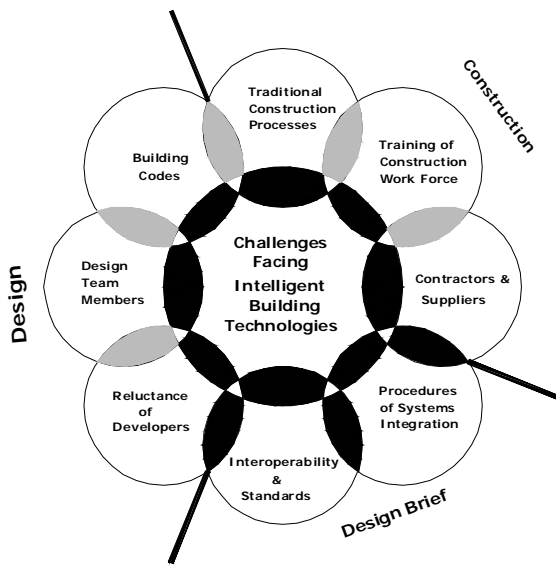 Traditional
Construction
Processes
Construction
Training of
Construction
Work Force
Building
Codes
Challenges
Facing
Intelligent
Building
Technologies
Design
Team
Members
Contractors &
Suppliers
Design
Reluctance
of
Developers
Procedures
of Systems
Integration
Interoperability
&
Standards
Design Brief